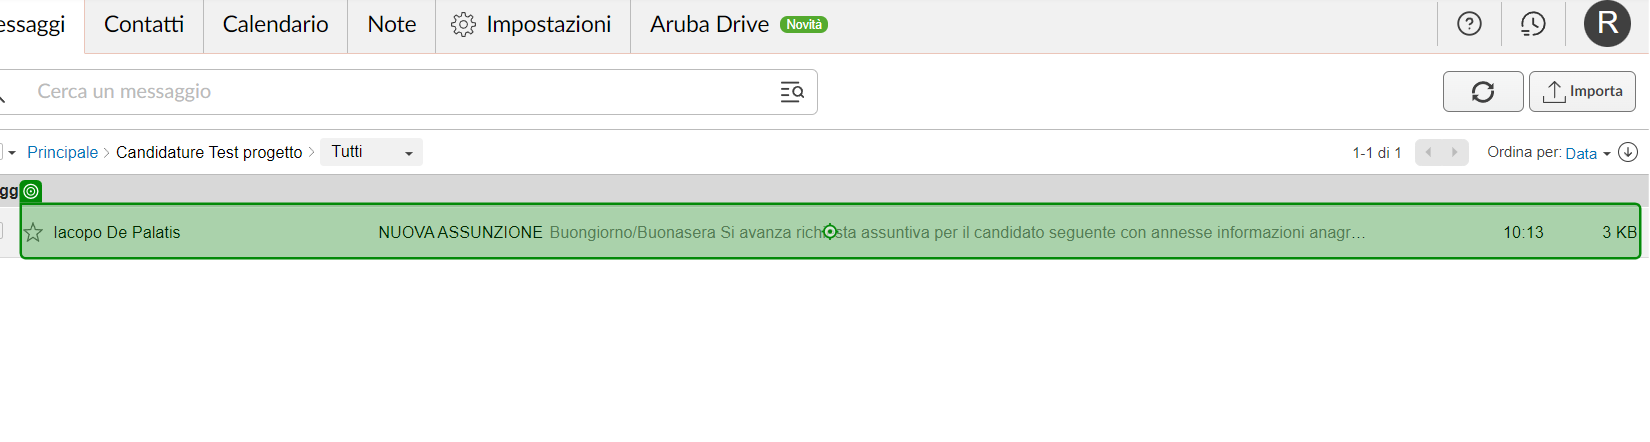 essaggi Contatti Calendario Note Impostazioni Aruba Drive Novità R
Cerca un messaggio Importa
Principale > Candidature Test progetto > Tutti 1-1 di 1 Ordina per: Data
gg
Iacopo De Palatis NUOVA ASSUNZIONE Buongiorno/Buonasera Si avanza richiesta assuntiva per il candidato seguente con annesse informazioni anagr… 10:13 3 KB